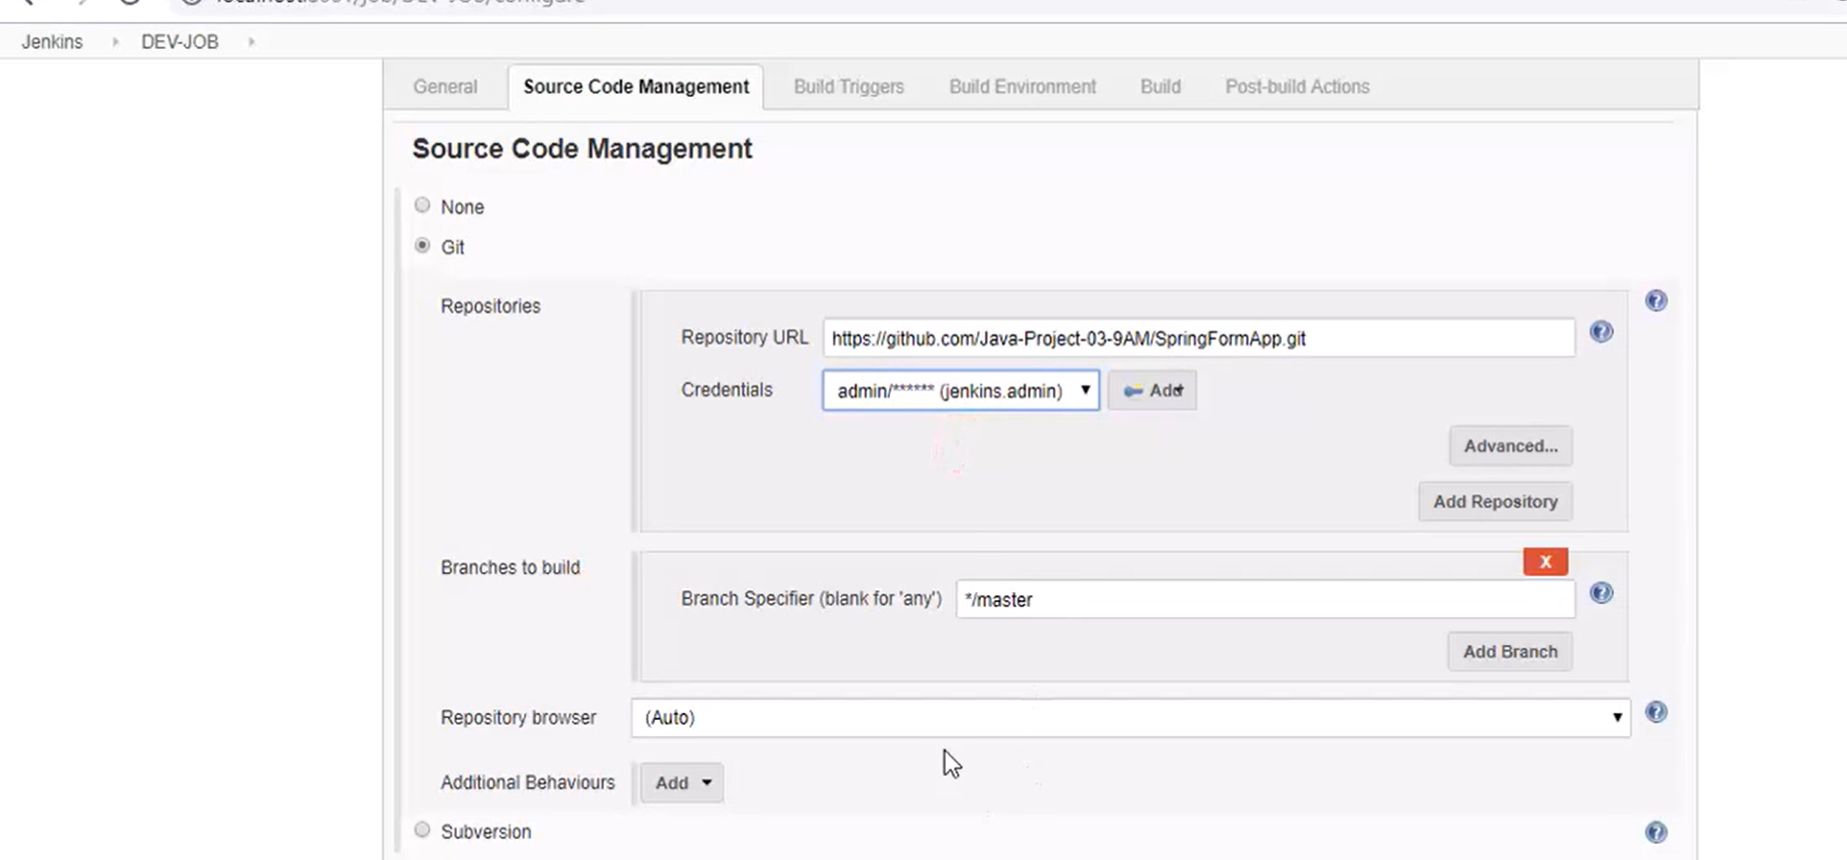 Jenkins DEV-JOB
General Source Code Management Build Triggers Build Environment Build Post-build Actions
Source Code Management
None
Git
Repositories
Repository URL https://github.com/Java-Project-03-9AM/SpringFormApp.git
Credentials admin/****** (jenkins.admin) Add
Advanced...
Add Repository
Branches to build
X
Branch Specifier (blank for 'any') */master
Add Branch
Repository browser (Auto)
Additional Behaviours Add
Subversion